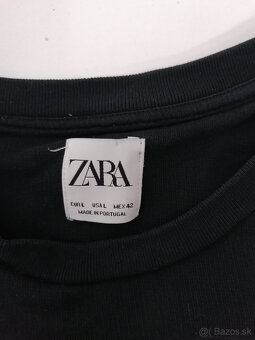 ZARA
EUR L USA L MEX 42
MADE IN PORTUGAL
Bazos.sk